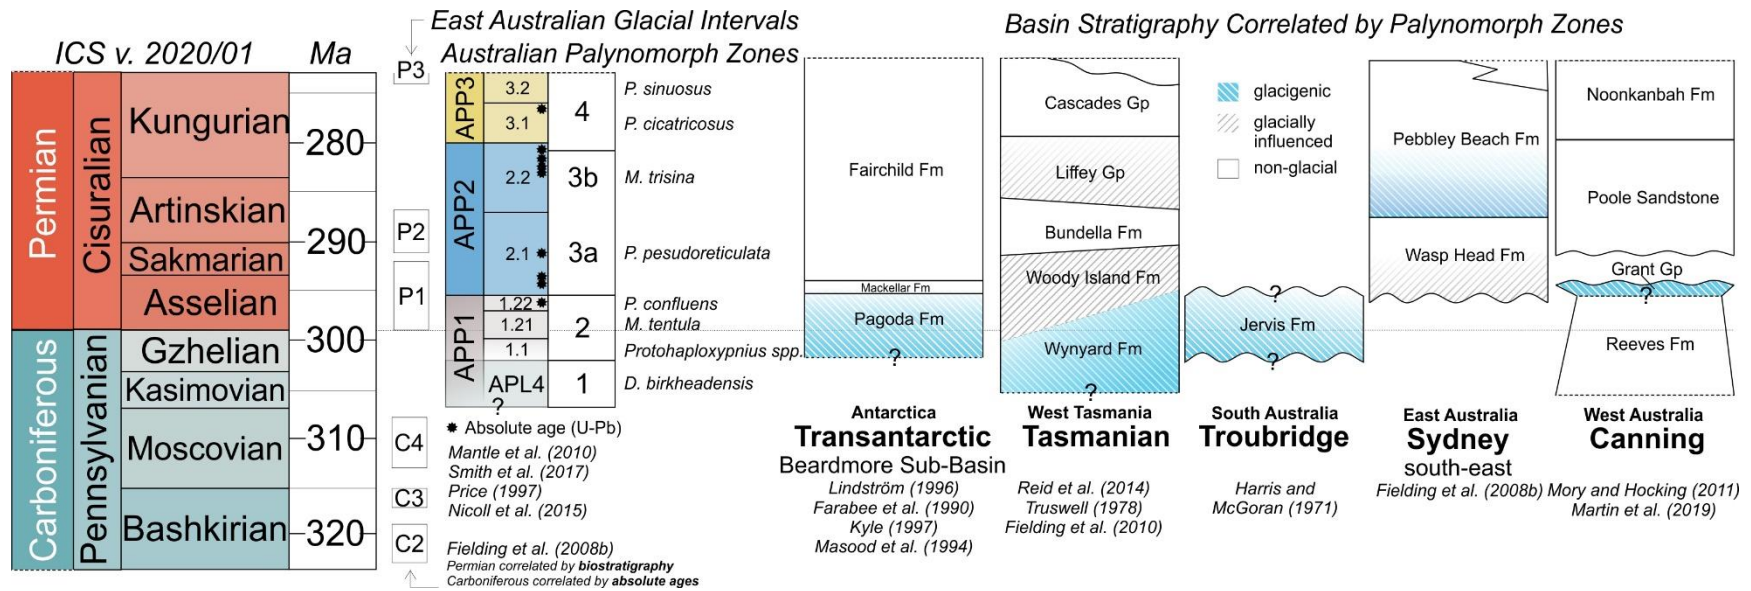 East Australian Glacial Intervals
Australian Palynomorph Zones
Basin Stratigraphy Correlated by Palynomorph Zones
ICS v. 2020/01
Ma
Permian
Carboniferous
Cisuralian
Pennsylvanian
Kungurian
Artinskian
Sakmarian
Asselian
Gzhelian
Kasimovian
Moscovian
Bashkirian
280
290
300
310
320
P3
P2
P1
C4
C3
C2
APP3
APP2
APP1
3.2
3.1
2.2
2.1
1.22
1.21
1.1
APL4
?
4
3b
3a
2
1
P. sinuosus
P. cicatricosus
M. trisina
P. pesudoreticulata
P. confluens
M. tentula
Protohaploxypnius spp.
D. birkheadensis
Absolute age (U-Pb)
Mantle et al. (2010)
Smith et al. (2017)
Price (1997)
Nicoll et al. (2015)
Fielding et al. (2008b)
Permian correlated by biostratigraphy
Carboniferous correlated by absolute ages
Fairchild Fm
Mackellar Fm
Pagoda Fm
?
Antarctica
Transantarctic
Beardmore Sub-Basin
Lindström (1996)
Farabee et al. (1990)
Kyle (1997)
Masood et al. (1994)
Cascades Gp
Liffey Gp
Bundella Fm
Woody Island Fm
Wynyard Fm
?
West Tasmania
Tasmanian
Reid et al. (2014)
Truswell (1978)
Fielding et al. (2010)
glacigenic
glacially
influenced
non-glacial
?
Jervis Fm
?
South Australia
Troubridge
Harris and
McGoran (1971)
Pebbley Beach Fm
Wasp Head Fm
East Australia
Sydney
south-east
Fielding et al. (2008b)
Noonkanbah Fm
Poole Sandstone
Grant Gp
?
Reeves Fm
West Australia
Canning
Mory and Hocking (2011)
Martin et al. (2019)